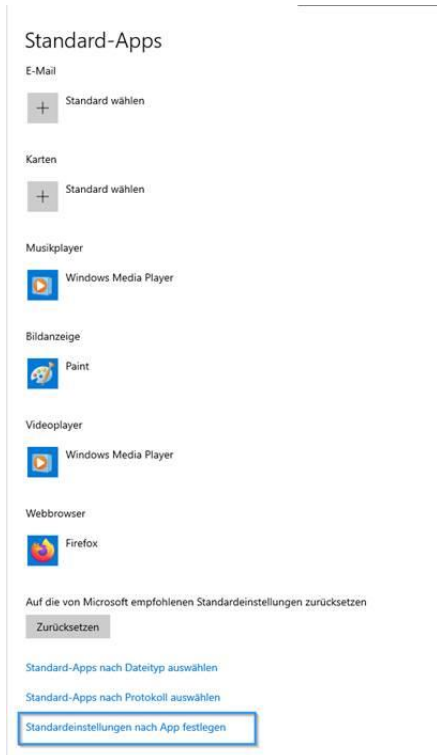 Standard-Apps
E-Mail
Standard wählen
Karten
Standard wählen
Musikplayer
Windows Media Player
Bildanzeige
Paint
Videoplayer
Windows Media Player
Webbrowser
Firefox
Auf die von Microsoft empfohlenen Standardeinstellungen zurücksetzen
Zurücksetzen
Standard-Apps nach Dateityp auswählen
Standard-Apps nach Protokoll auswählen
Standardeinstellungen nach App festlegen